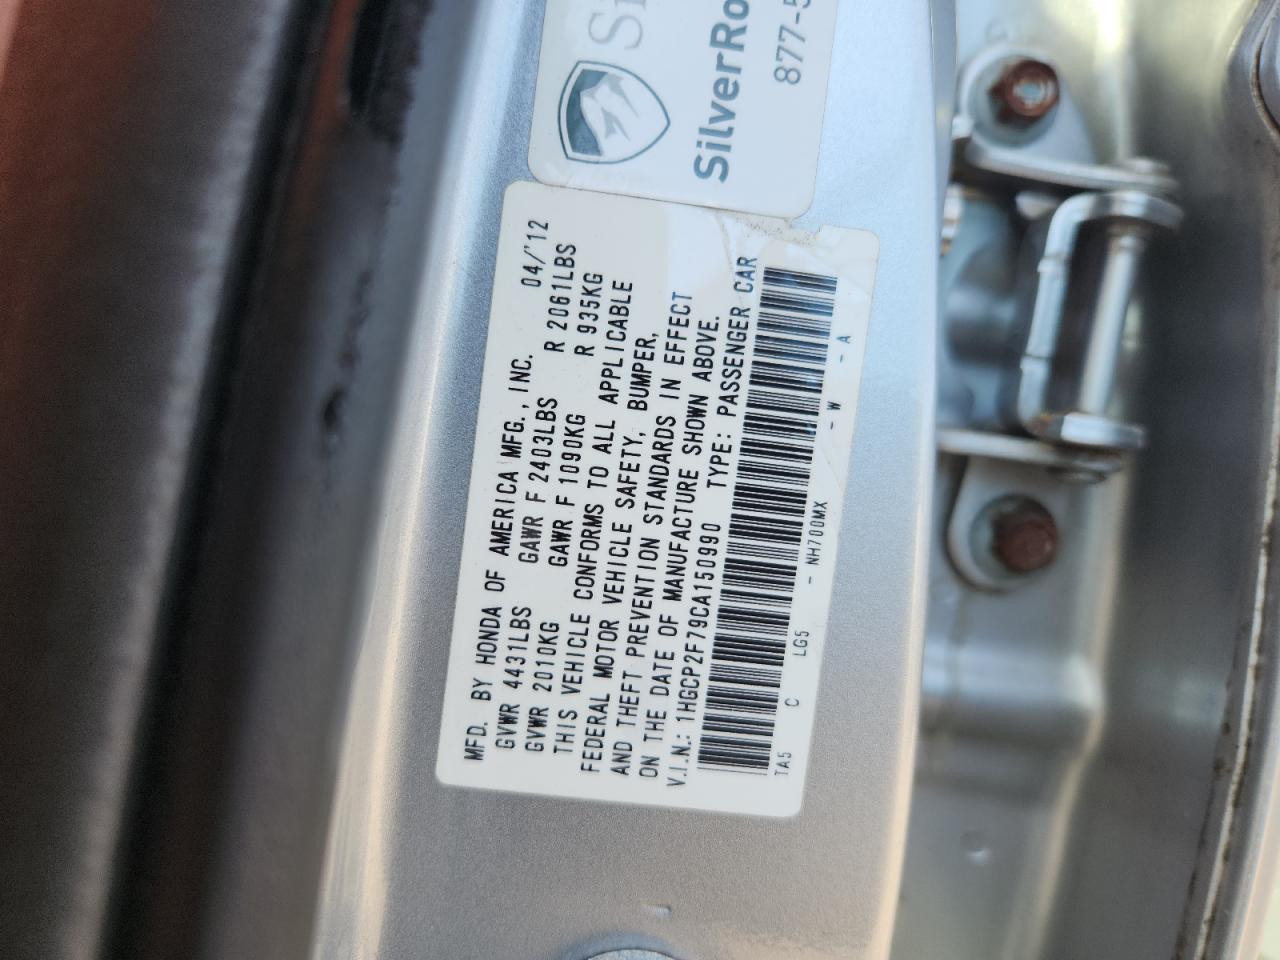 MFD. BY HONDA OF AMERICA MFG., INC. 04/'12
GVWR 4431LBS GAWR F 2403LBS R 2061LBS
GVWR 2010KG GAWR F 1090KG R 935KG
THIS VEHICLE CONFORMS TO ALL APPLICABLE
FEDERAL MOTOR VEHICLE SAFETY, BUMPER,
AND THEFT PREVENTION STANDARDS IN EFFECT
ON THE DATE OF MANUFACTURE SHOWN ABOVE.
V.I.N.: 1HGCP2F79CA150990 TYPE: PASSENGER CAR
TA5 C LG5 - NH700MX - W - A
Si
SilverRo
877-5